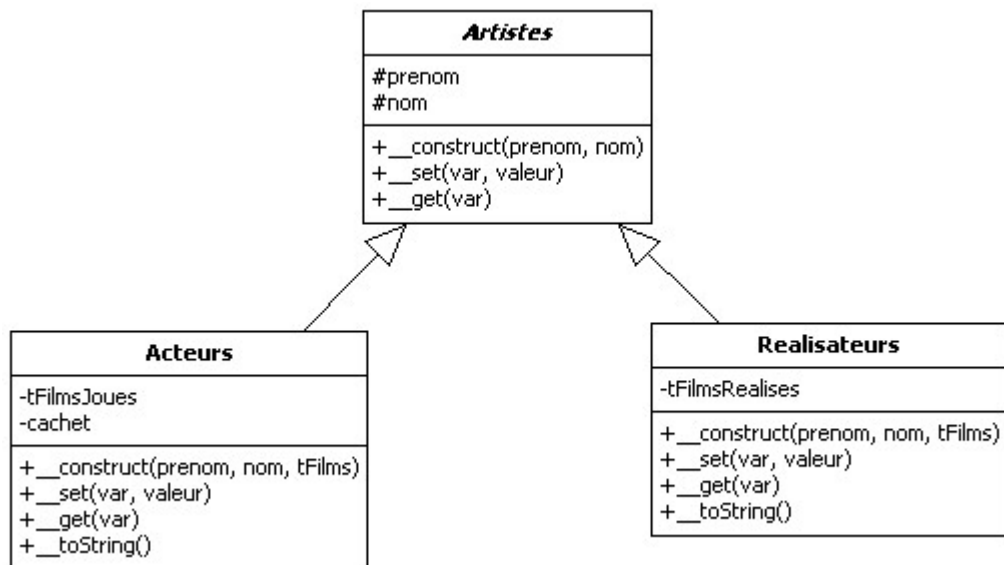 Artistes
#prenom
#nom
+__construct(prenom, nom)
+__set(var, valeur)
+__get(var)
Acteurs
-tFilmsJoues
-cachet
+__construct(prenom, nom, tFilms)
+__set(var, valeur)
+__get(var)
+__toString()
Realisateurs
-tFilmsRealises
+__construct(prenom, nom, tFilms)
+__set(var, valeur)
+__get(var)
+__toString()